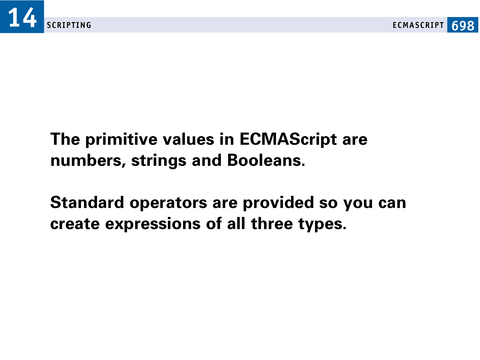 14
SCRIPTING
ECMASCRIPT 698
The primitive values in ECMAScript are
numbers, strings and Booleans.
Standard operators are provided so you can
create expressions of all three types.